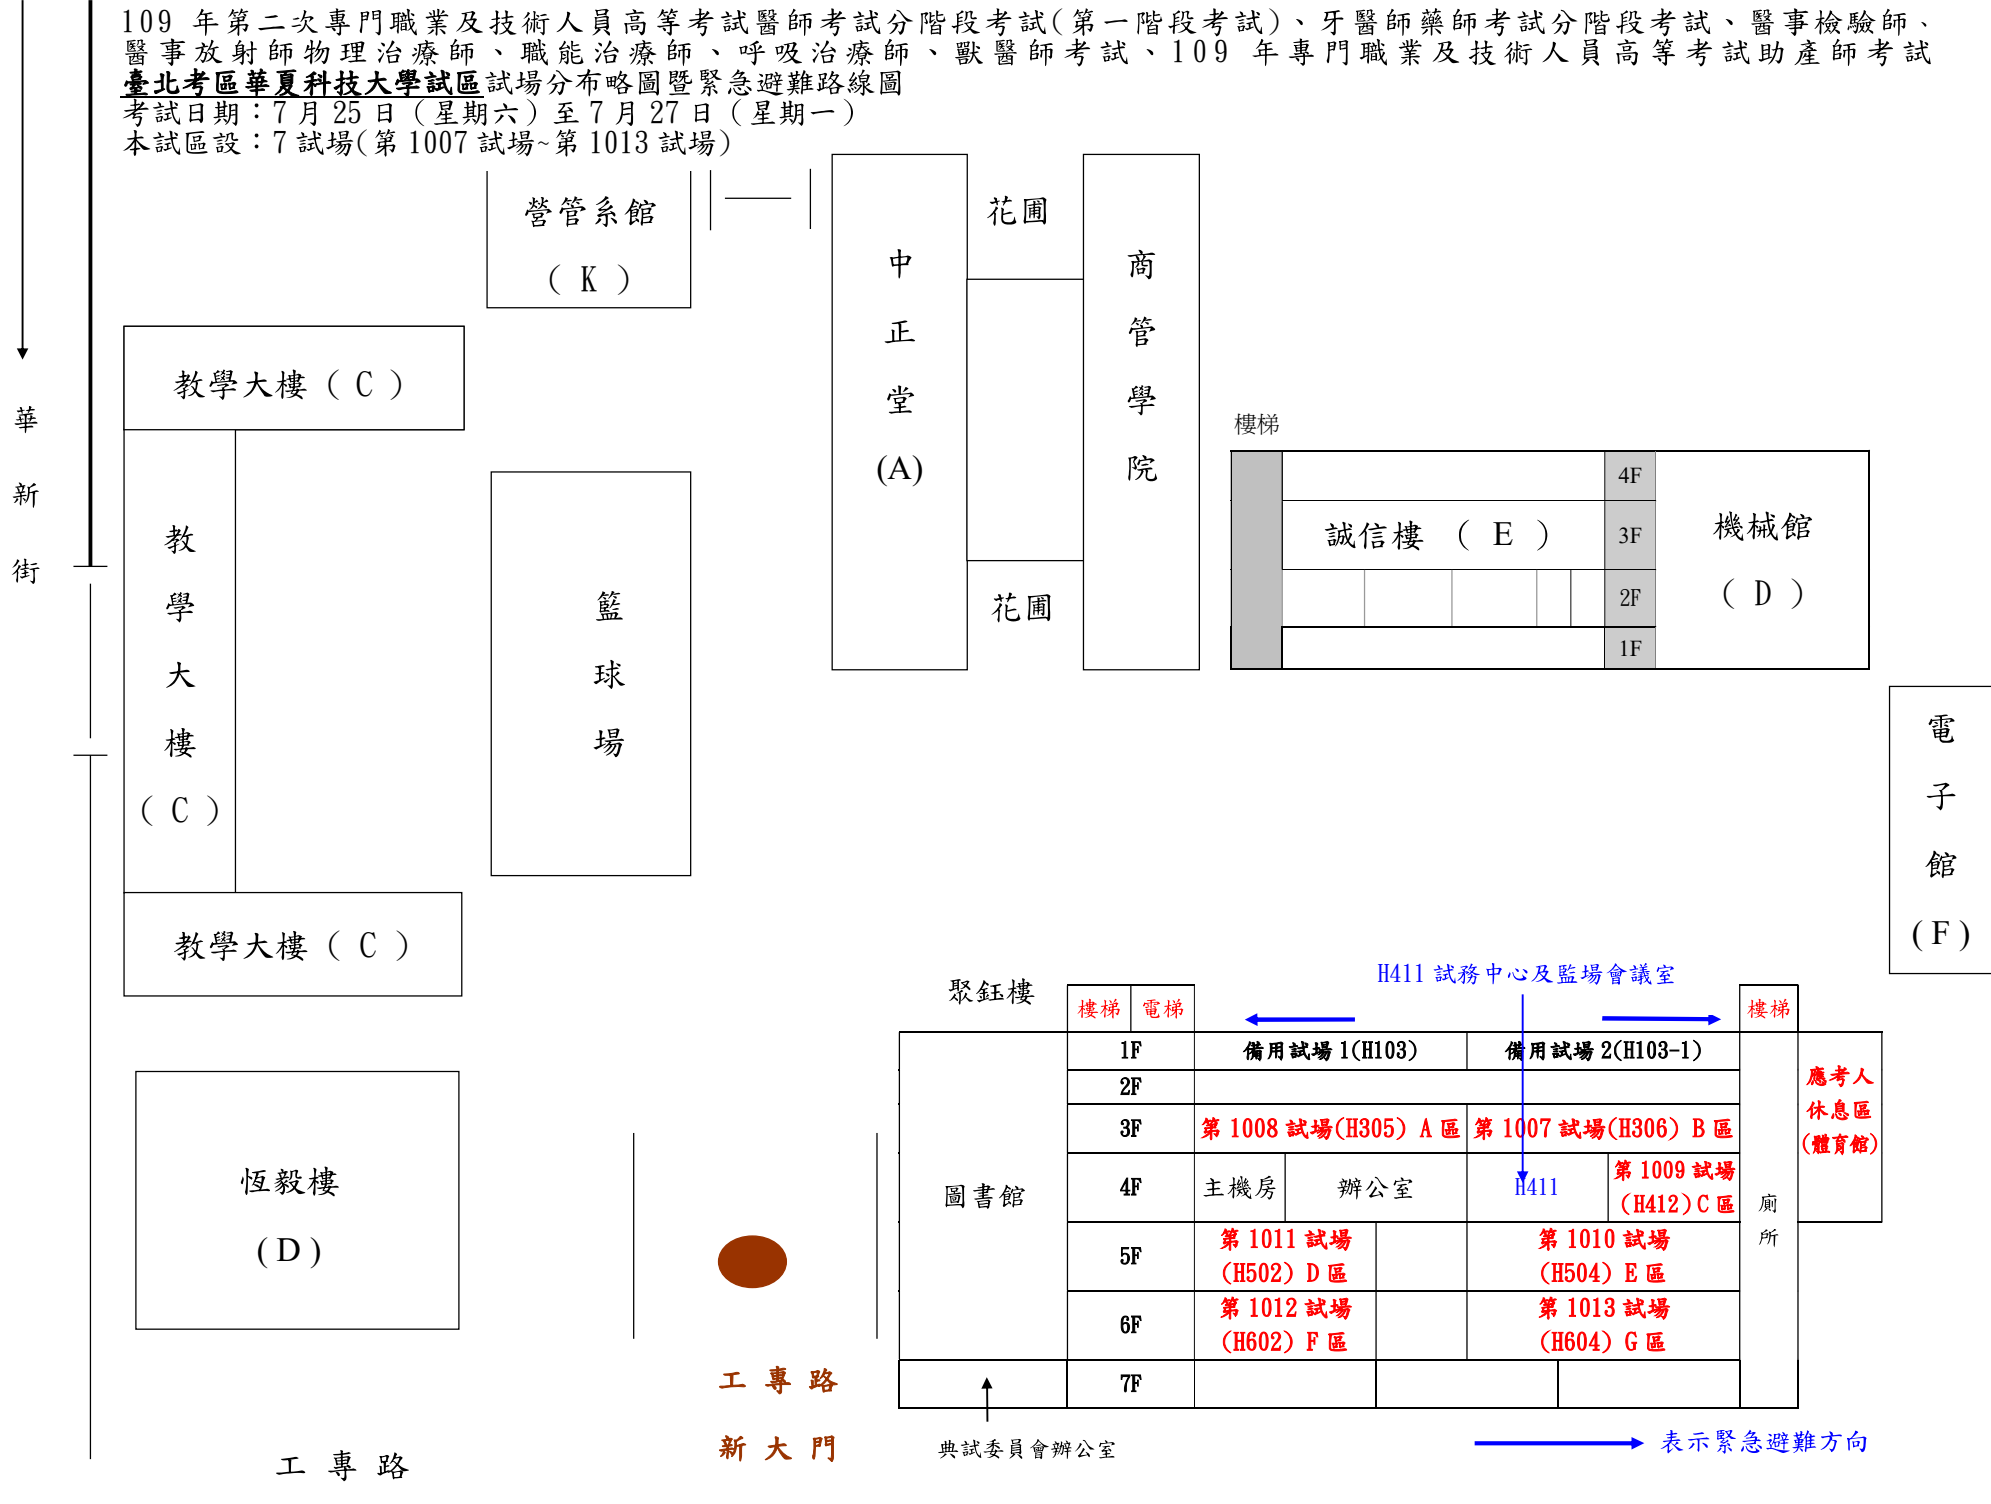 109 年第二次專門職業及技術人員高等考試醫師考試分階段考試(第一階段考試)、牙醫師藥師考試分階段考試、醫事檢驗師、
醫事放射師物理治療師、職能治療師、呼吸治療師、獸醫師考試、109 年專門職業及技術人員高等考試助產師考試
臺北考區華夏科技大學試區試場分布略圖暨緊急避難路線圖
考試日期：7 月 25 日（星期六）至 7 月 27 日（星期一）
本試區設：7 試場(第 1007 試場~第 1013 試場)
營管系館
（ K ）
花圃
中正堂(A)
商管學院
花圃
教學大樓（ C ）
華新街
教學大樓（ C ）
籃球場
樓梯
4F
誠信樓 （ E ）
3F
2F
1F
機械館
（ D ）
電子館( F )
教學大樓（ C ）
H411 試務中心及監場會議室
聚鈺樓
樓梯 電梯
樓梯
1F 備用試場 1(H103) 備用試場 2(H103-1)
2F
3F 第 1008 試場(H305) A 區 第 1007 試場(H306) B 區
應考人
休息區
(體育館)
圖書館
4F 主機房 辦公室 H411 第 1009 試場
(H412)C 區
廁所
5F 第 1011 試場
(H502) D 區
第 1010 試場
(H504) E 區
6F 第 1012 試場
(H602) F 區
第 1013 試場
(H604) G 區
7F
恆毅樓
( D )
工 專 路
新 大 門
典試委員會辦公室
表示緊急避難方向
工 專 路